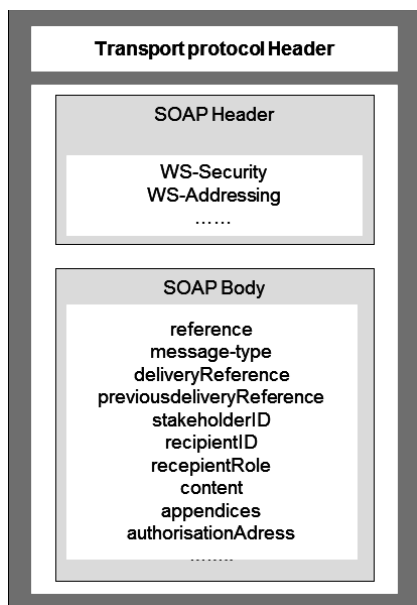 Transport protocol Header
SOAP Header
WS-Security
WS-Addressing
......
SOAP Body
reference
message-type
deliveryReference
previousdeliveryReference
stakeholderID
recipientID
recepientRole
content
appendices
authorisationAdress
........